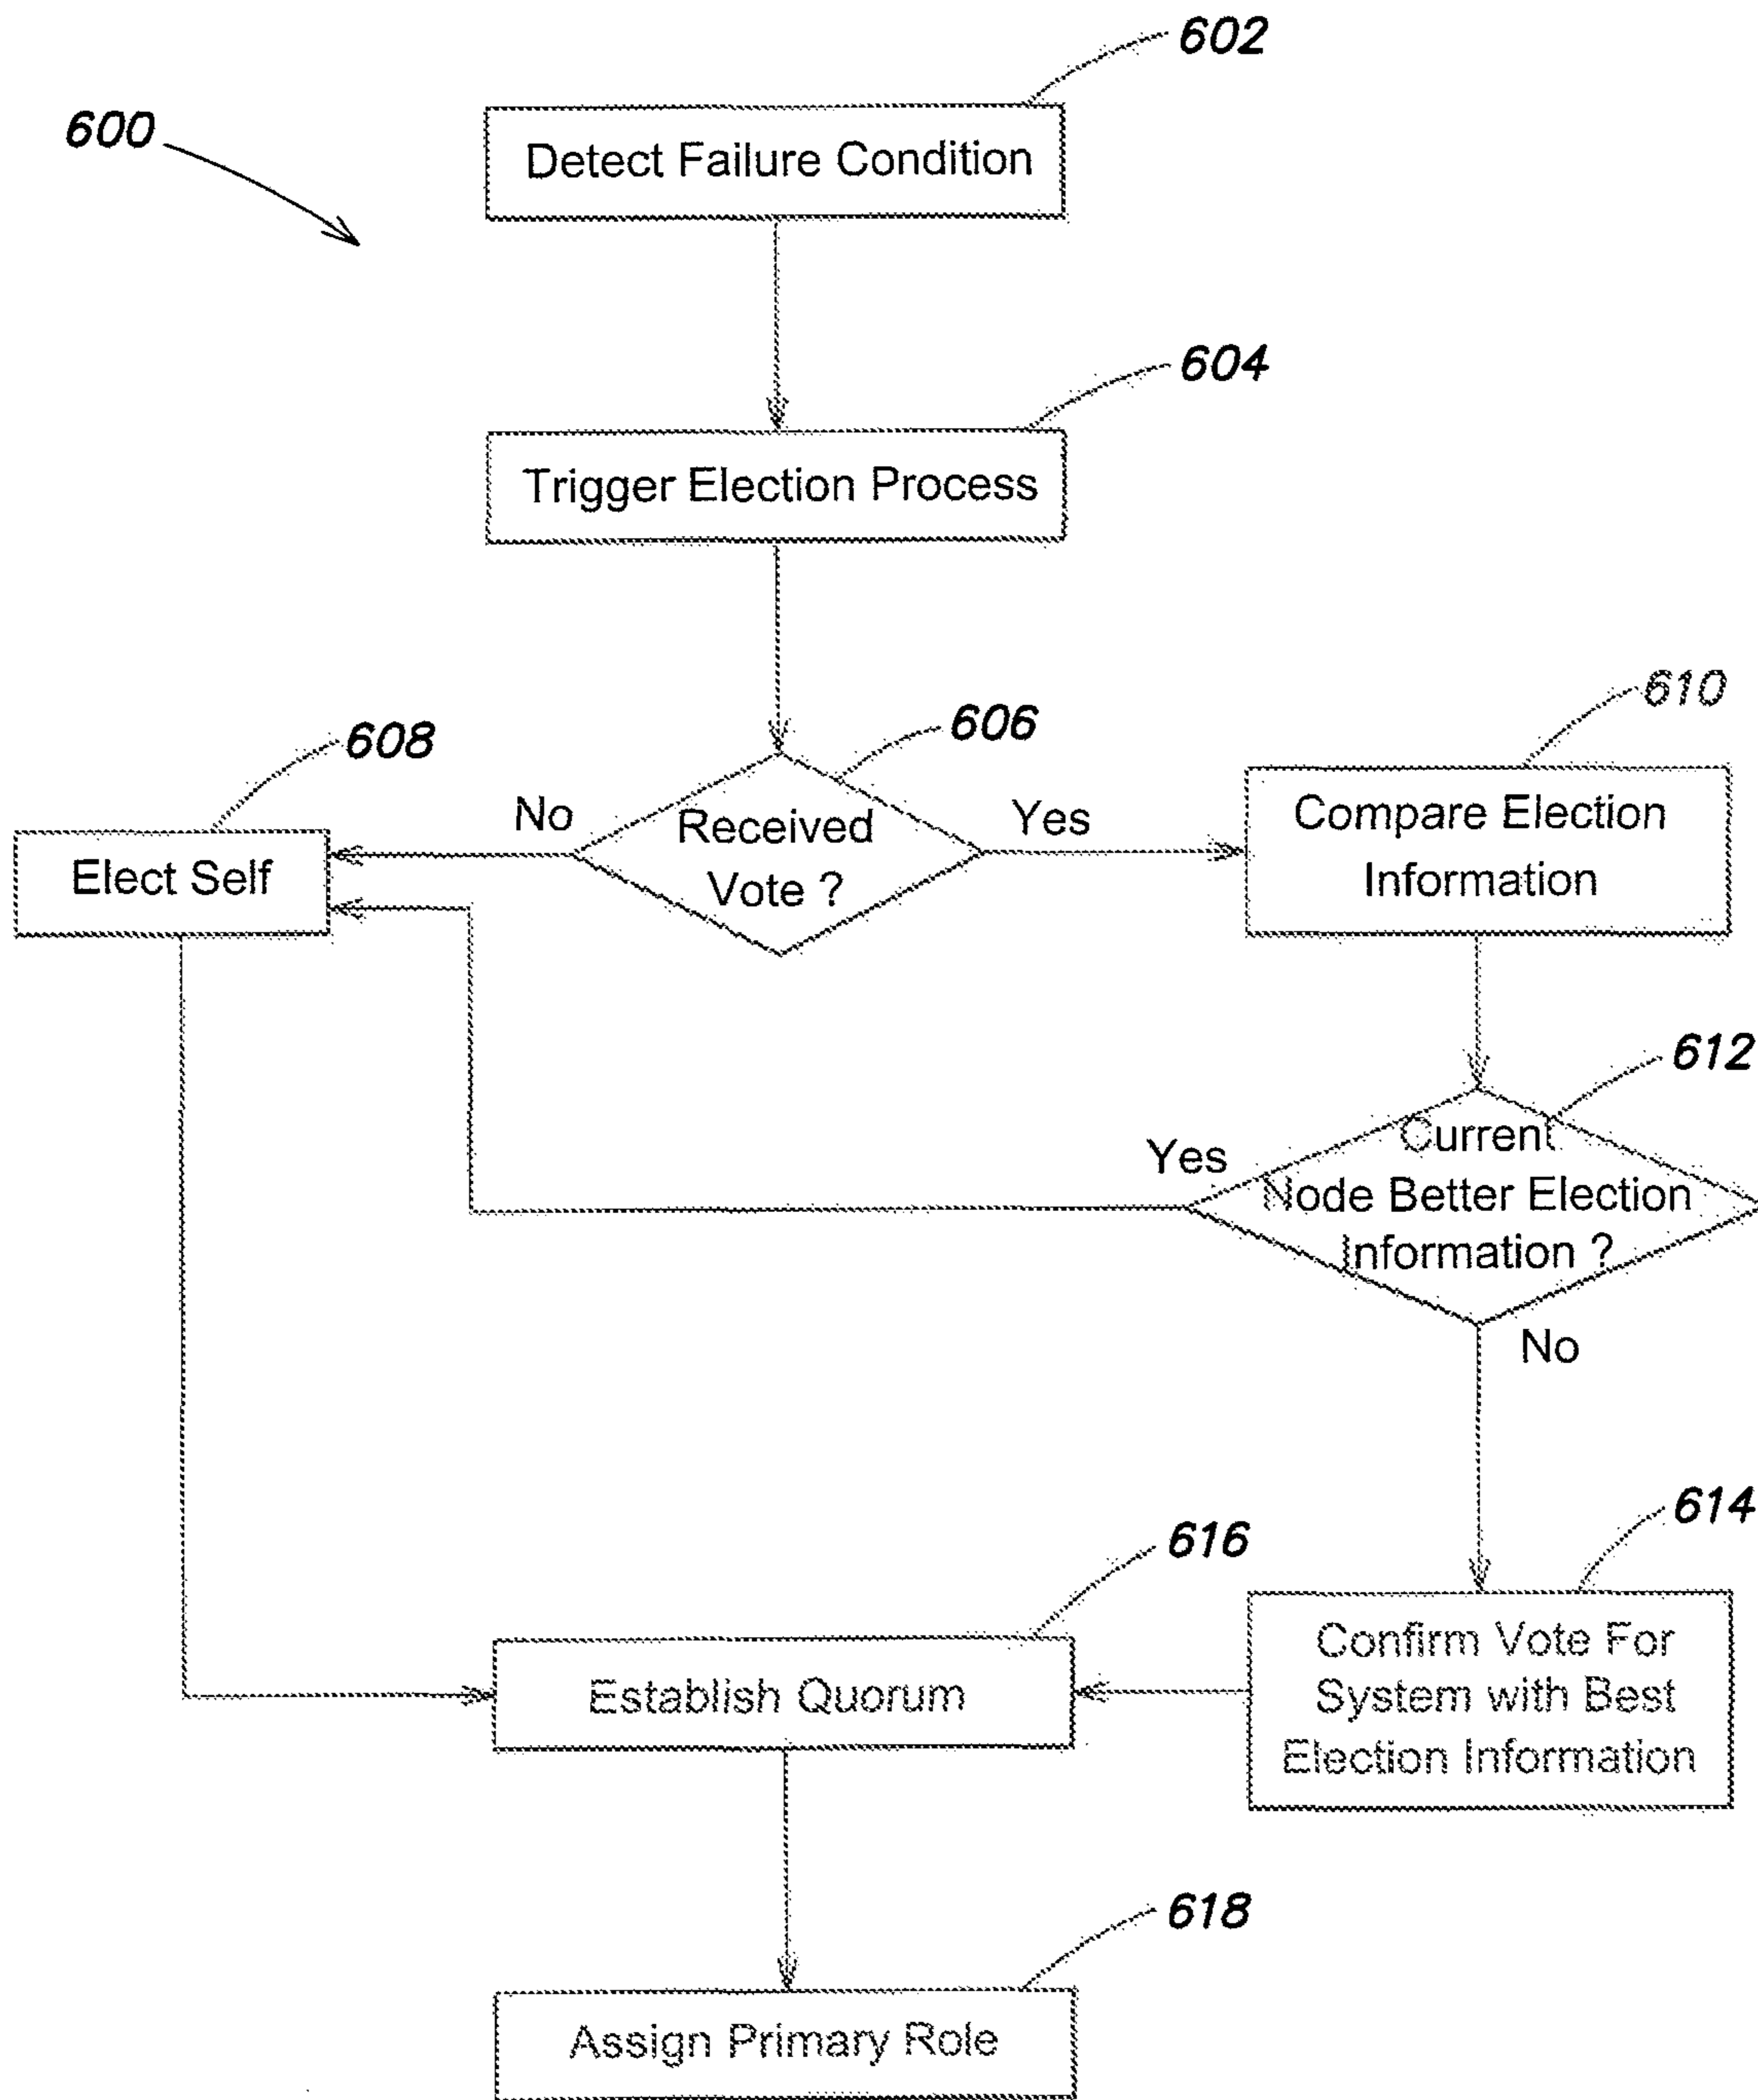 602
600
Detect Failure Condition
604
Trigger Election Process
606
Received
Vote ?
No
Yes
608
Elect Self
610
Compare Election
Information
612
Current
Node Better Election
Information ?
Yes
No
614
Confirm Vote For
System with Best
Election Information
616
Establish Quorum
618
Assign Primary Role